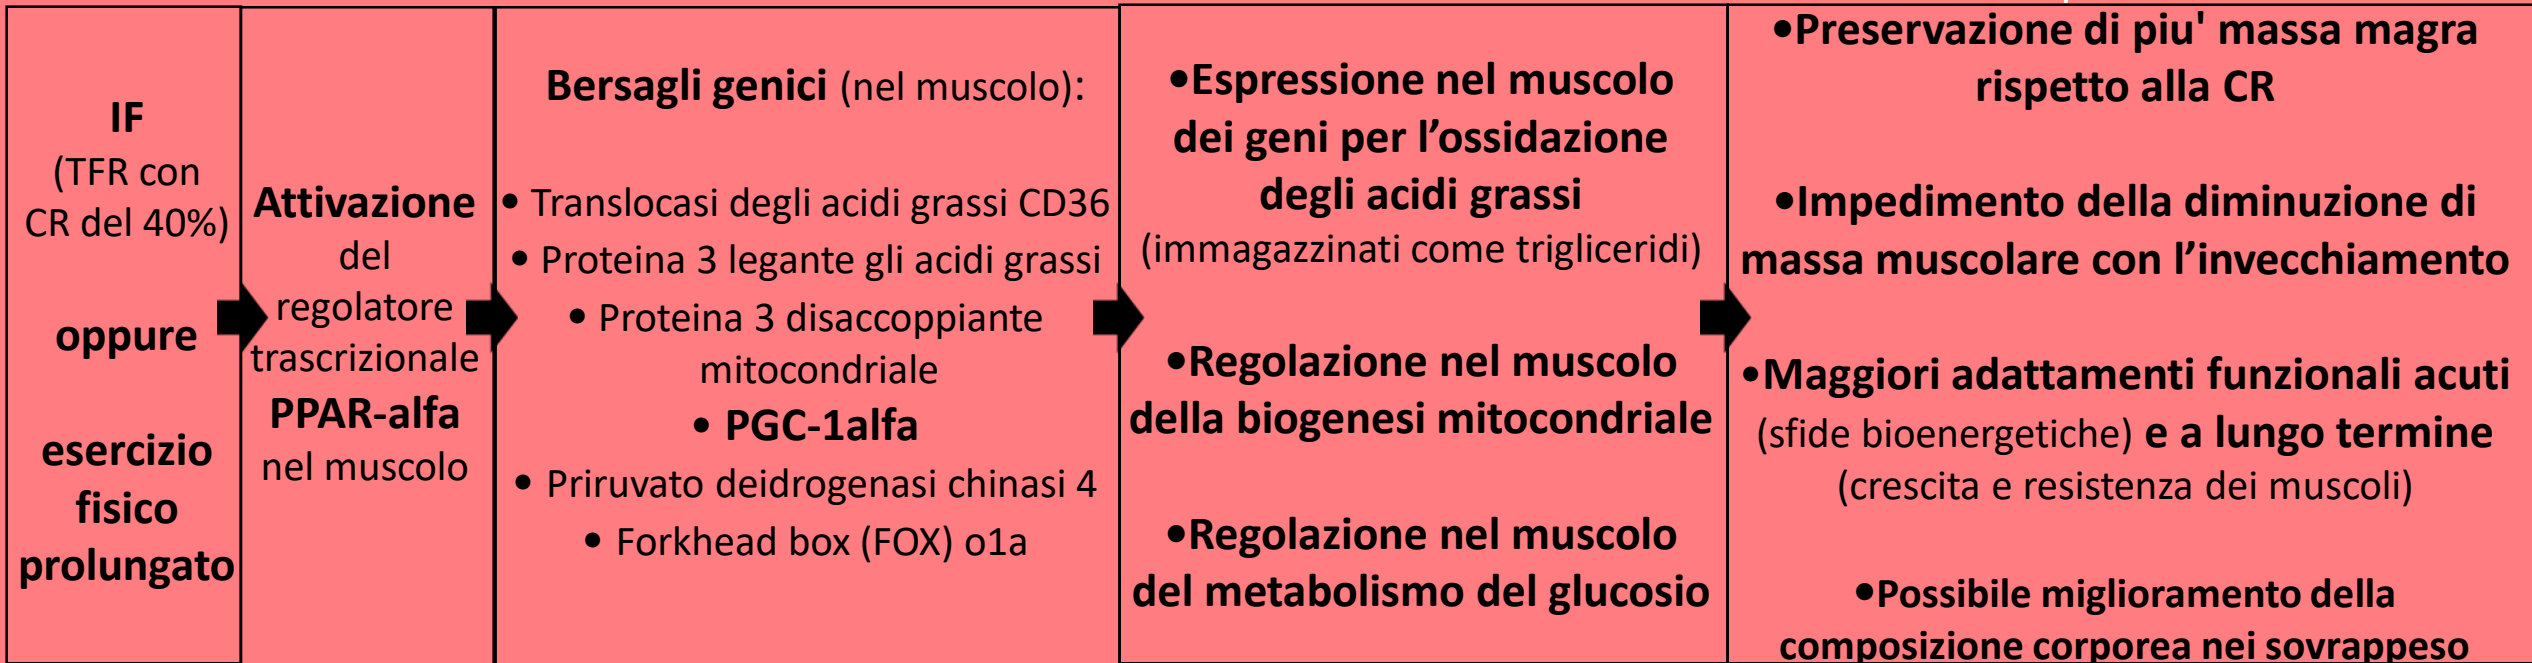 IF
(TFR con
CR del 40%)
oppure
esercizio
fisico
prolungato
Attivazione
del
regolatore
trascrizionale
PPAR-alfa
nel muscolo
Bersagli genici (nel muscolo):
• Translocasi degli acidi grassi CD36
• Proteina 3 legante gli acidi grassi
• Proteina 3 disaccoppiante
mitocondriale
• PGC-1alfa
• Priruvato deidrogenasi chinasi 4
• Forkhead box (FOX) o1a
•Espressione nel muscolo
dei geni per l’ossidazione
degli acidi grassi
(immagazzinati come trigliceridi)
•Regolazione nel muscolo
della biogenesi mitocondriale
•Regolazione nel muscolo
del metabolismo del glucosio
•Preservazione di piu' massa magra
rispetto alla CR
•Impedimento della diminuzione di
massa muscolare con l’invecchiamento
•Maggiori adattamenti funzionali acuti
(sfide bioenergetiche) e a lungo termine
(crescita e resistenza dei muscoli)
•Possibile miglioramento della
composizione corporea nei sovrappeso